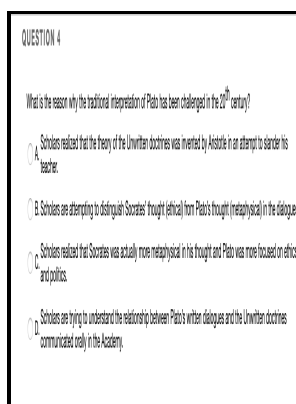 QUESTION 4
What is the reason why the traditional interpretation of Plato has been challenged in the 20th century?
A. Scholars realized that the theory of the Unwritten doctrines was invented by Aristotle in an attempt to slander his
teacher.
B. Scholars are attempting to distinguish Socrates' thought (ethical) from Plato's thought (metaphysical) in the dialogue
C. Scholars realized that Socrates was actually more metaphysical in his thought and Plato was more focused on ethics
and politics.
D. Scholars are trying to understand the relationship between Plato's written dialogues and the Unwritten doctrines
communicated orally in the Academy.